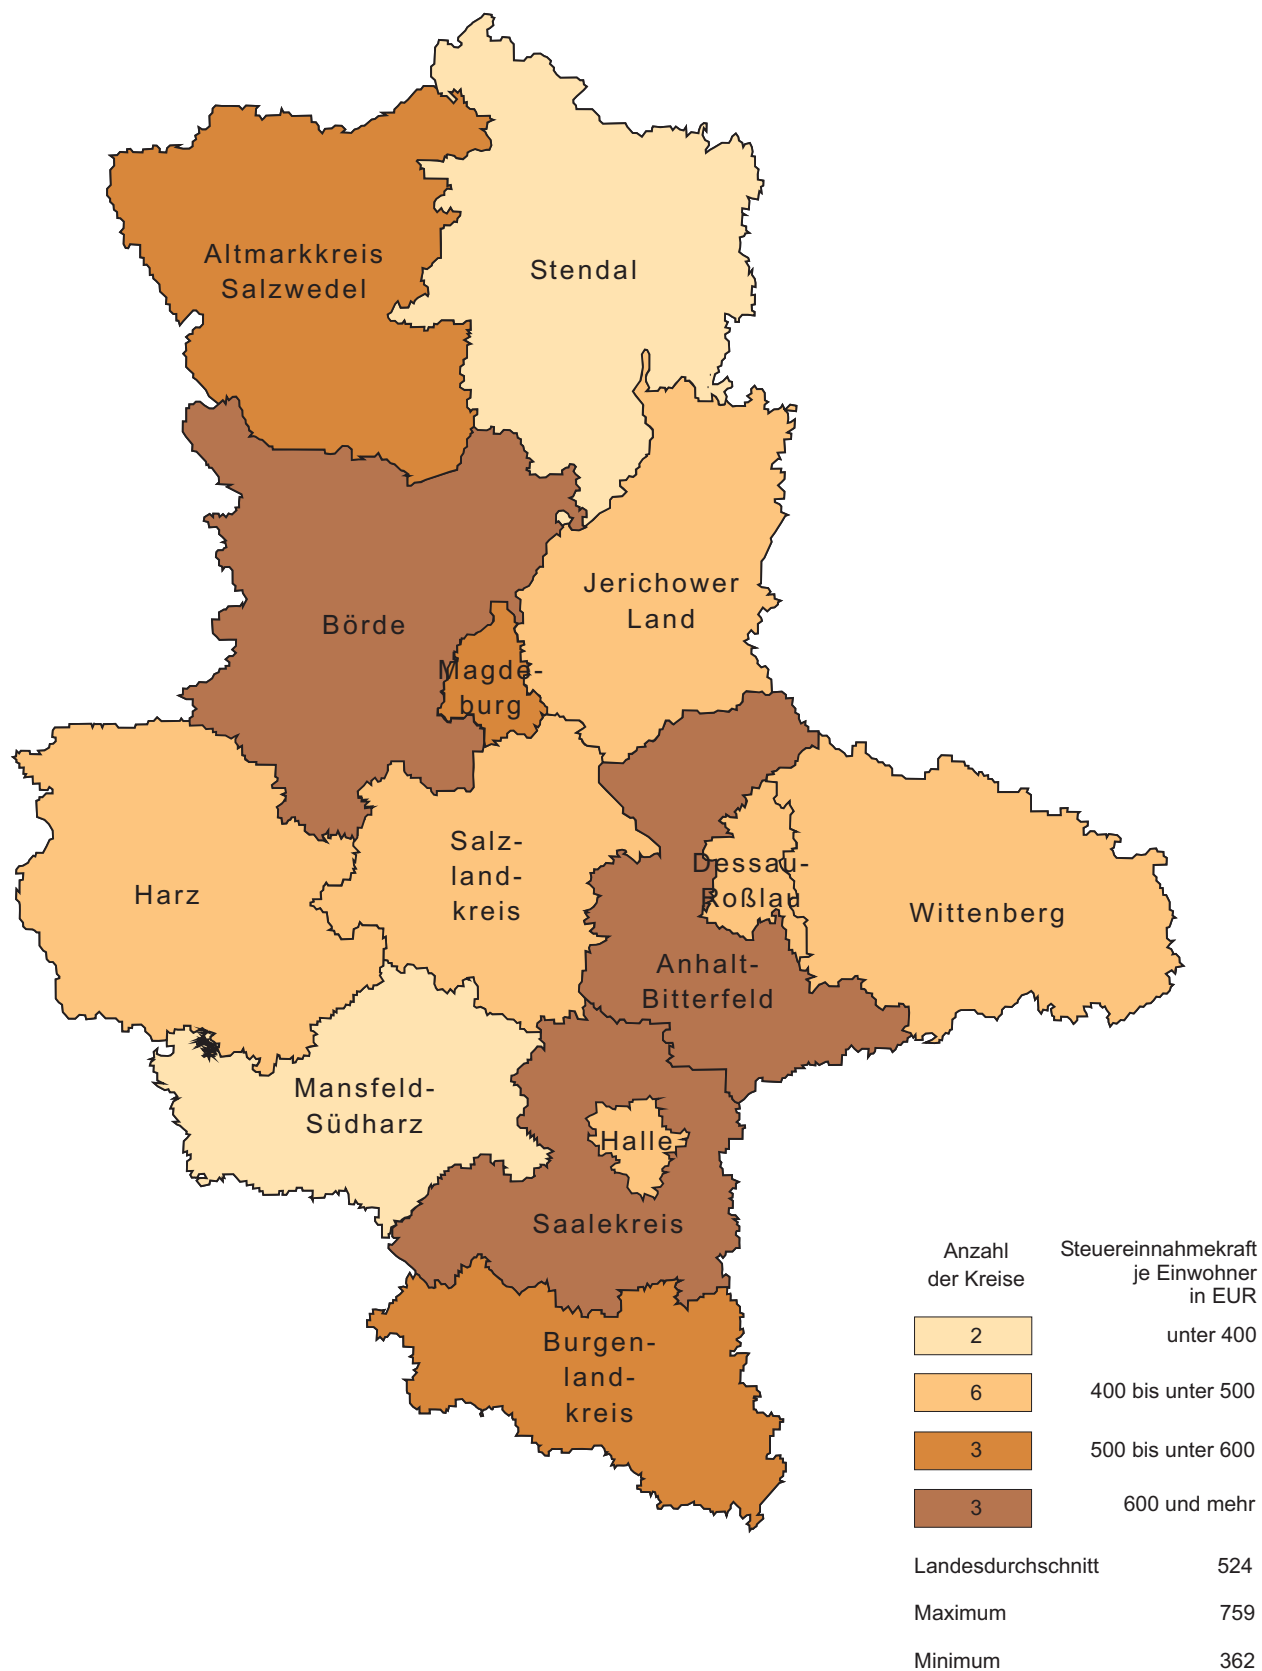 Altmarkkreis
Salzwedel
Stendal
Jerichower
Land
Börde
Magde-
burg
Salz-
land-
kreis
Harz
Dessau-
Roßlau
Wittenberg
Anhalt-
Bitterfeld
Mansfeld-
Südharz
Halle
Saalekreis
Burgen-
land-
kreis
Anzahl
der Kreise
Steuereinnahmekraft
je Einwohner
in EUR
2 unter 400
6 400 bis unter 500
3 500 bis unter 600
3 600 und mehr
Landesdurchschnitt 524
Maximum 759
Minimum 362